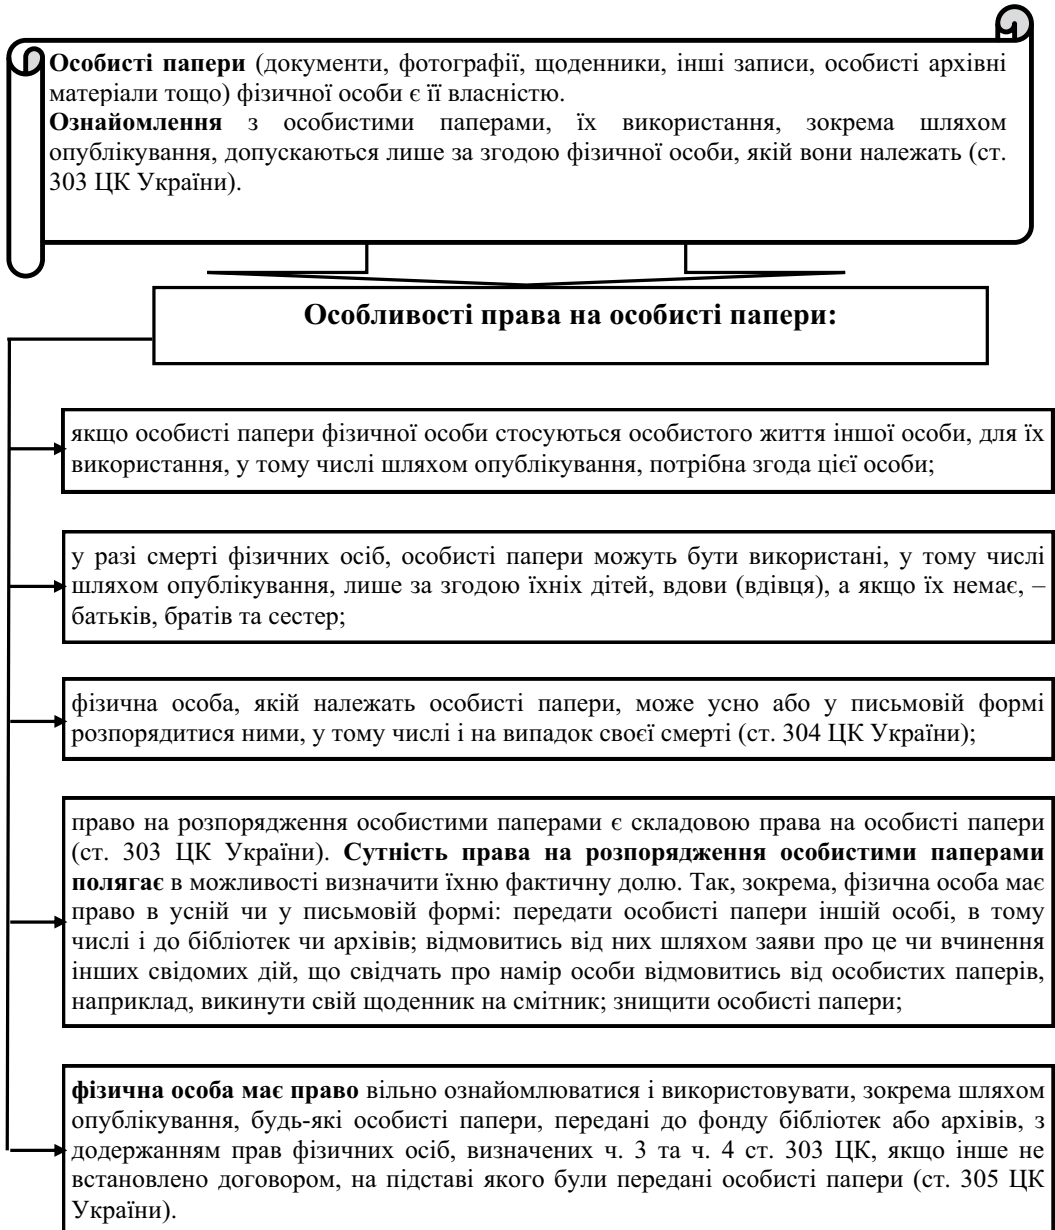 Особисті папери (документи, фотографії, щоденники, інші записи, особисті архівні
матеріали тощо) фізичної особи є її власністю.
Ознайомлення з особистими паперами, їх використання, зокрема шляхом
опублікування, допускаються лише за згодою фізичної особи, якій вони належать (ст.
303 ЦК України).
Особливості права на особисті папери:
якщо особисті папери фізичної особи стосуються особистого життя іншої особи, для їх
використання, у тому числі шляхом опублікування, потрібна згода цієї особи;
у разі смерті фізичних осіб, особисті папери можуть бути використані, у тому числі
шляхом опублікування, лише за згодою їхніх дітей, вдови (вдівця), а якщо їх немає, –
батьків, братів та сестер;
фізична особа, якій належать особисті папери, може усно або у письмовій формі
розпорядитися ними, у тому числі і на випадок своєї смерті (ст. 304 ЦК України);
право на розпорядження особистими паперами є складовою права на особисті папери
(ст. 303 ЦК України). Сутність права на розпорядження особистими паперами
полягає в можливості визначити їхню фактичну долю. Так, зокрема, фізична особа має
право в усній чи у письмовій формі: передати особисті папери іншій особі, в тому
числі і до бібліотек чи архівів; відмовитись від них шляхом заяви про це чи вчинення
інших свідомих дій, що свідчать про намір особи відмовитись від особистих паперів,
наприклад, викинути свій щоденник на смітник; знищити особисті папери;
фізична особа має право вільно ознайомлюватися і використовувати, зокрема шляхом
опублікування, будь-які особисті папери, передані до фонду бібліотек або архівів, з
додержанням прав фізичних осіб, визначених ч. 3 та ч. 4 ст. 303 ЦК, якщо інше не
встановлено договором, на підставі якого були передані особисті папери (ст. 305 ЦК
України).